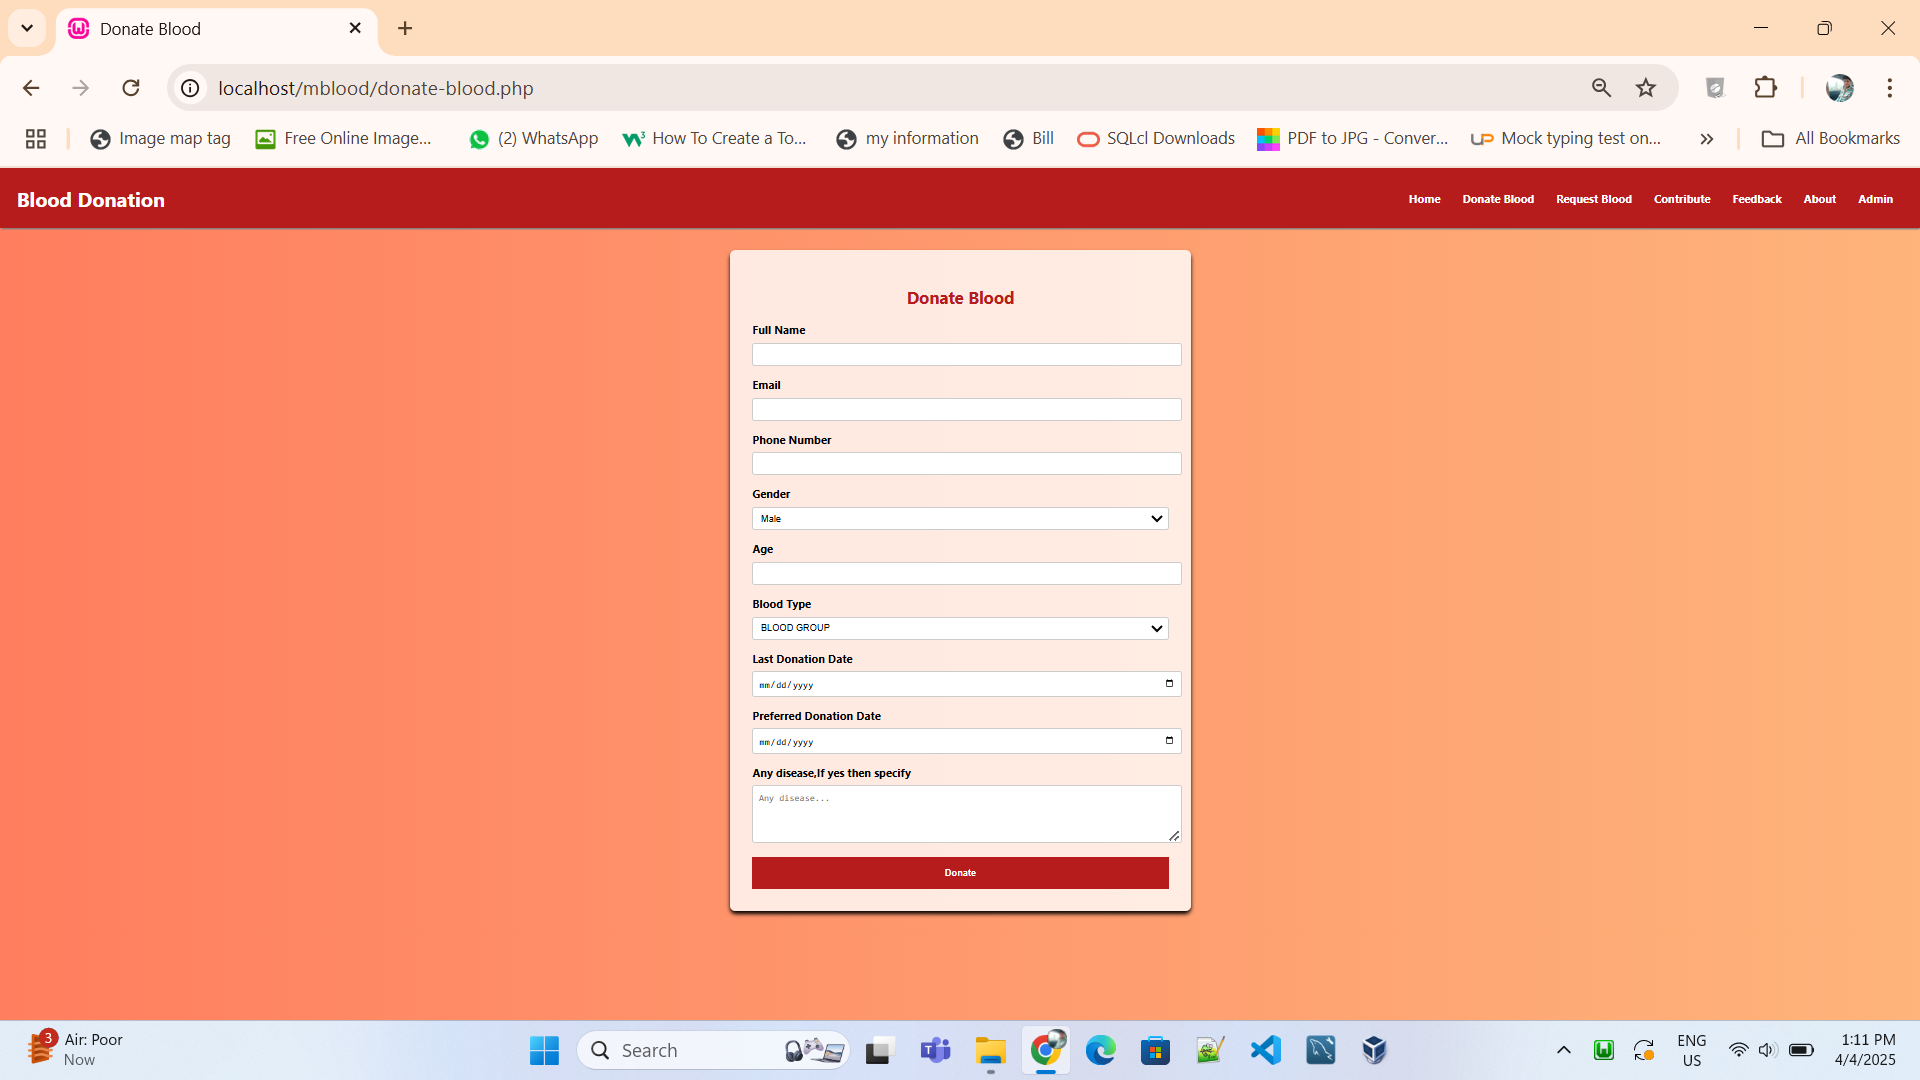 Donate Blood
localhost/mblood/donate-blood.php
Image map tag
Free Online Image...
(2) WhatsApp
How To Create a To...
my information
Bill
SQLcl Downloads
PDF to JPG - Conver...
Mock typing test on...
All Bookmarks
Blood Donation
Home
Donate Blood
Request Blood
Contribute
Feedback
About
Admin
Donate Blood
Full Name
Email
Phone Number
Gender
Male
Age
Blood Type
BLOOD GROUP
Last Donation Date
mm/dd/yyyy
Preferred Donation Date
mm/dd/yyyy
Any disease,If yes then specify
Any disease...
Donate
3
Air: Poor
Now
Search
ENG
US
1:11 PM
4/4/2025